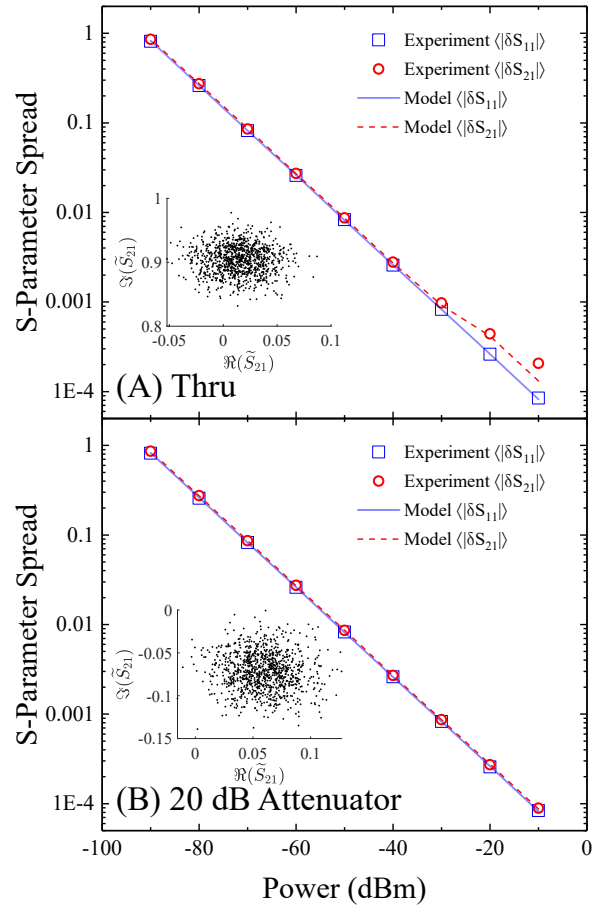 1
0.1
0.01
0.001
1E-4
S-Parameter Spread
Experiment ⟨|δS₁₁|⟩
Experiment ⟨|δS₂₁|⟩
Model ⟨|δS₁₁|⟩
Model ⟨|δS₂₁|⟩
1
0.9
0.8
ℑ(S̃₂₁)
-0.05 0 0.05 0.1
ℜ(S̃₂₁)
(A) Thru
1
0.1
0.01
0.001
1E-4
S-Parameter Spread
Experiment ⟨|δS₁₁|⟩
Experiment ⟨|δS₂₁|⟩
Model ⟨|δS₁₁|⟩
Model ⟨|δS₂₁|⟩
0
-0.05
-0.1
-0.15
ℑ(S̃₂₁)
0 0.05 0.1
ℜ(S̃₂₁)
(B) 20 dB Attenuator
-100 -80 -60 -40 -20 0
Power (dBm)